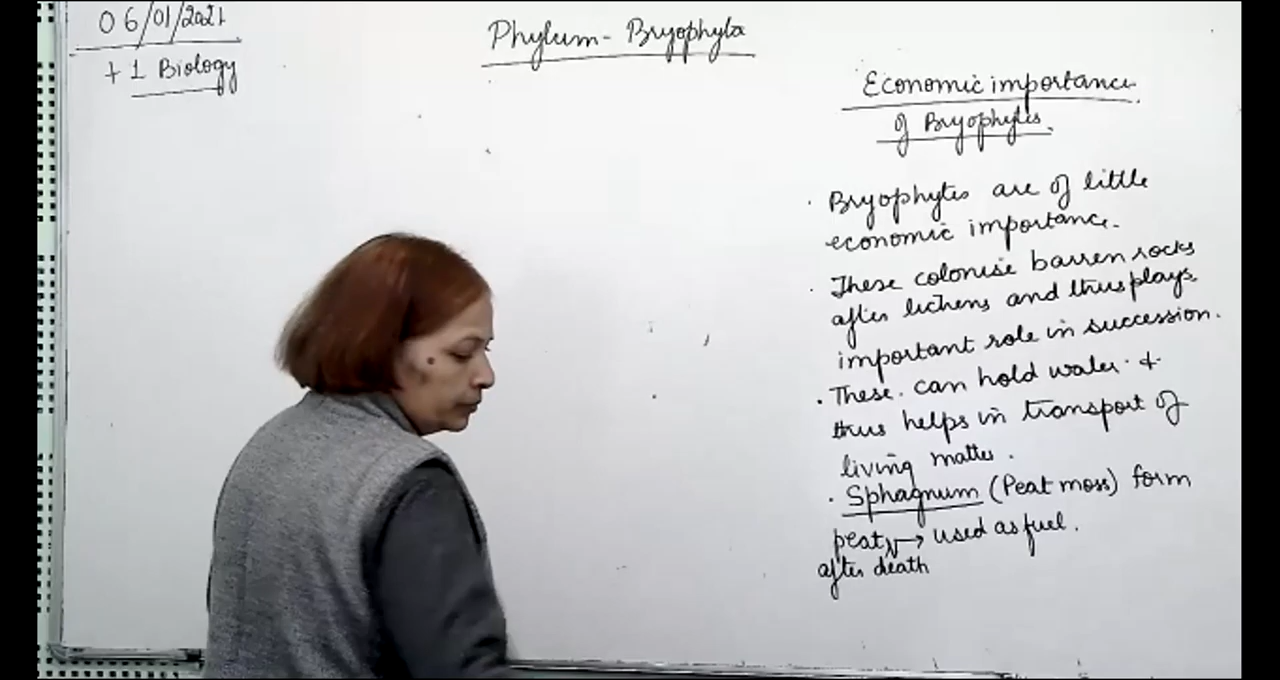 06/01/2021
+1 Biology
Phylum - Bryophyla
Economic importance
of Bryophytes.
. Bryophytes are of little
economic importance.
. These colonise barren rocks
after lichens and thus plays
important role in succession.
. These can hold water &
thus helps in transport of
living matter.
. Sphagnum (Peat moss) form
peat → used as fuel.
after death